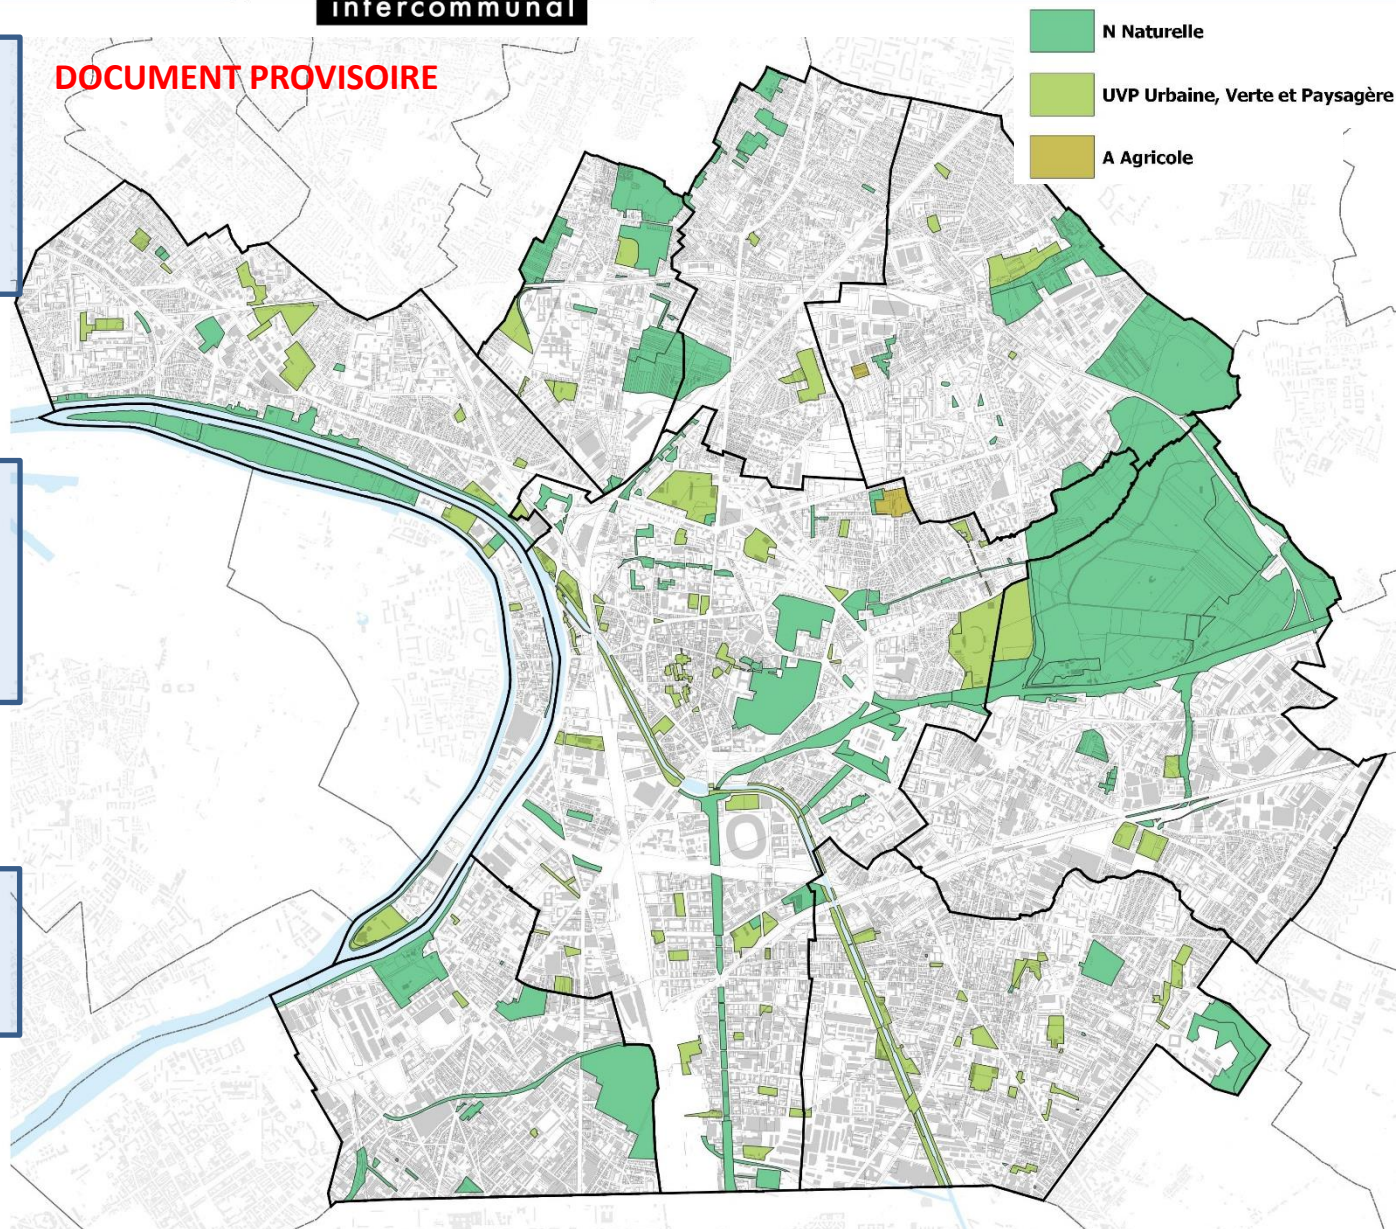 intercommunal
DOCUMENT PROVISOIRE
N Naturelle
UVP Urbaine, Verte et Paysagère
A Agricole